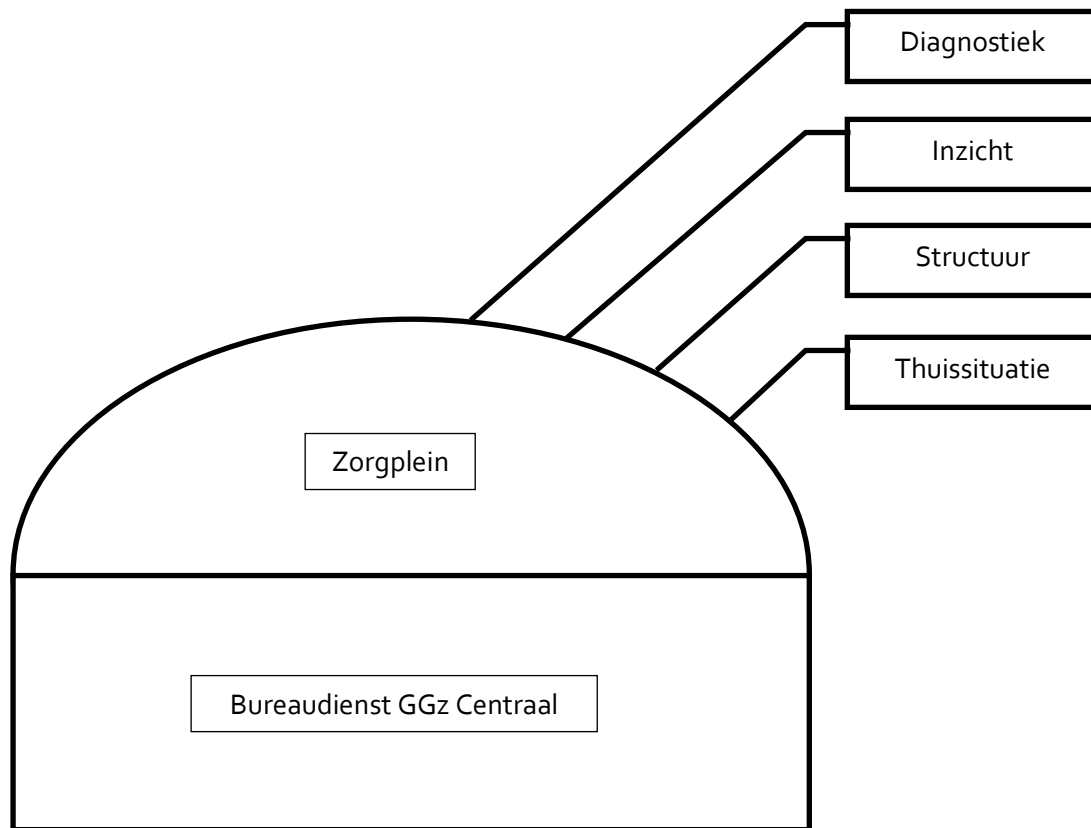 Diagnostiek
Inzicht
Structuur
Thuissituatie
Zorgplein
Bureaudienst GGz Centraal